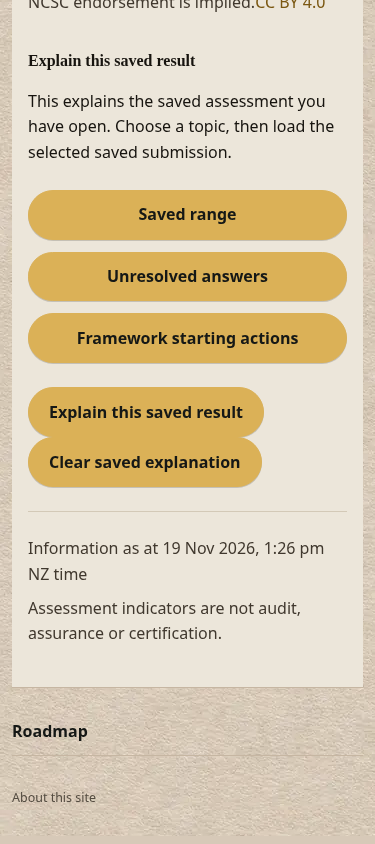 NCSC endorsement is implied.CC BY 4.0
Explain this saved result
This explains the saved assessment you
have open. Choose a topic, then load the
selected saved submission.
Saved range
Unresolved answers
Framework starting actions
Explain this saved result
Clear saved explanation
Information as at 19 Nov 2026, 1:26 pm
NZ time
Assessment indicators are not audit,
assurance or certification.
Roadmap
About this site